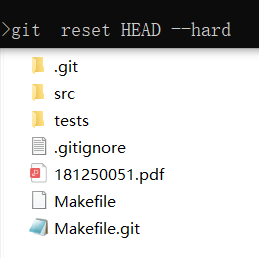 >git  reset HEAD --hard
.git
src
tests
.gitignore
181250051.pdf
Makefile
Makefile.git